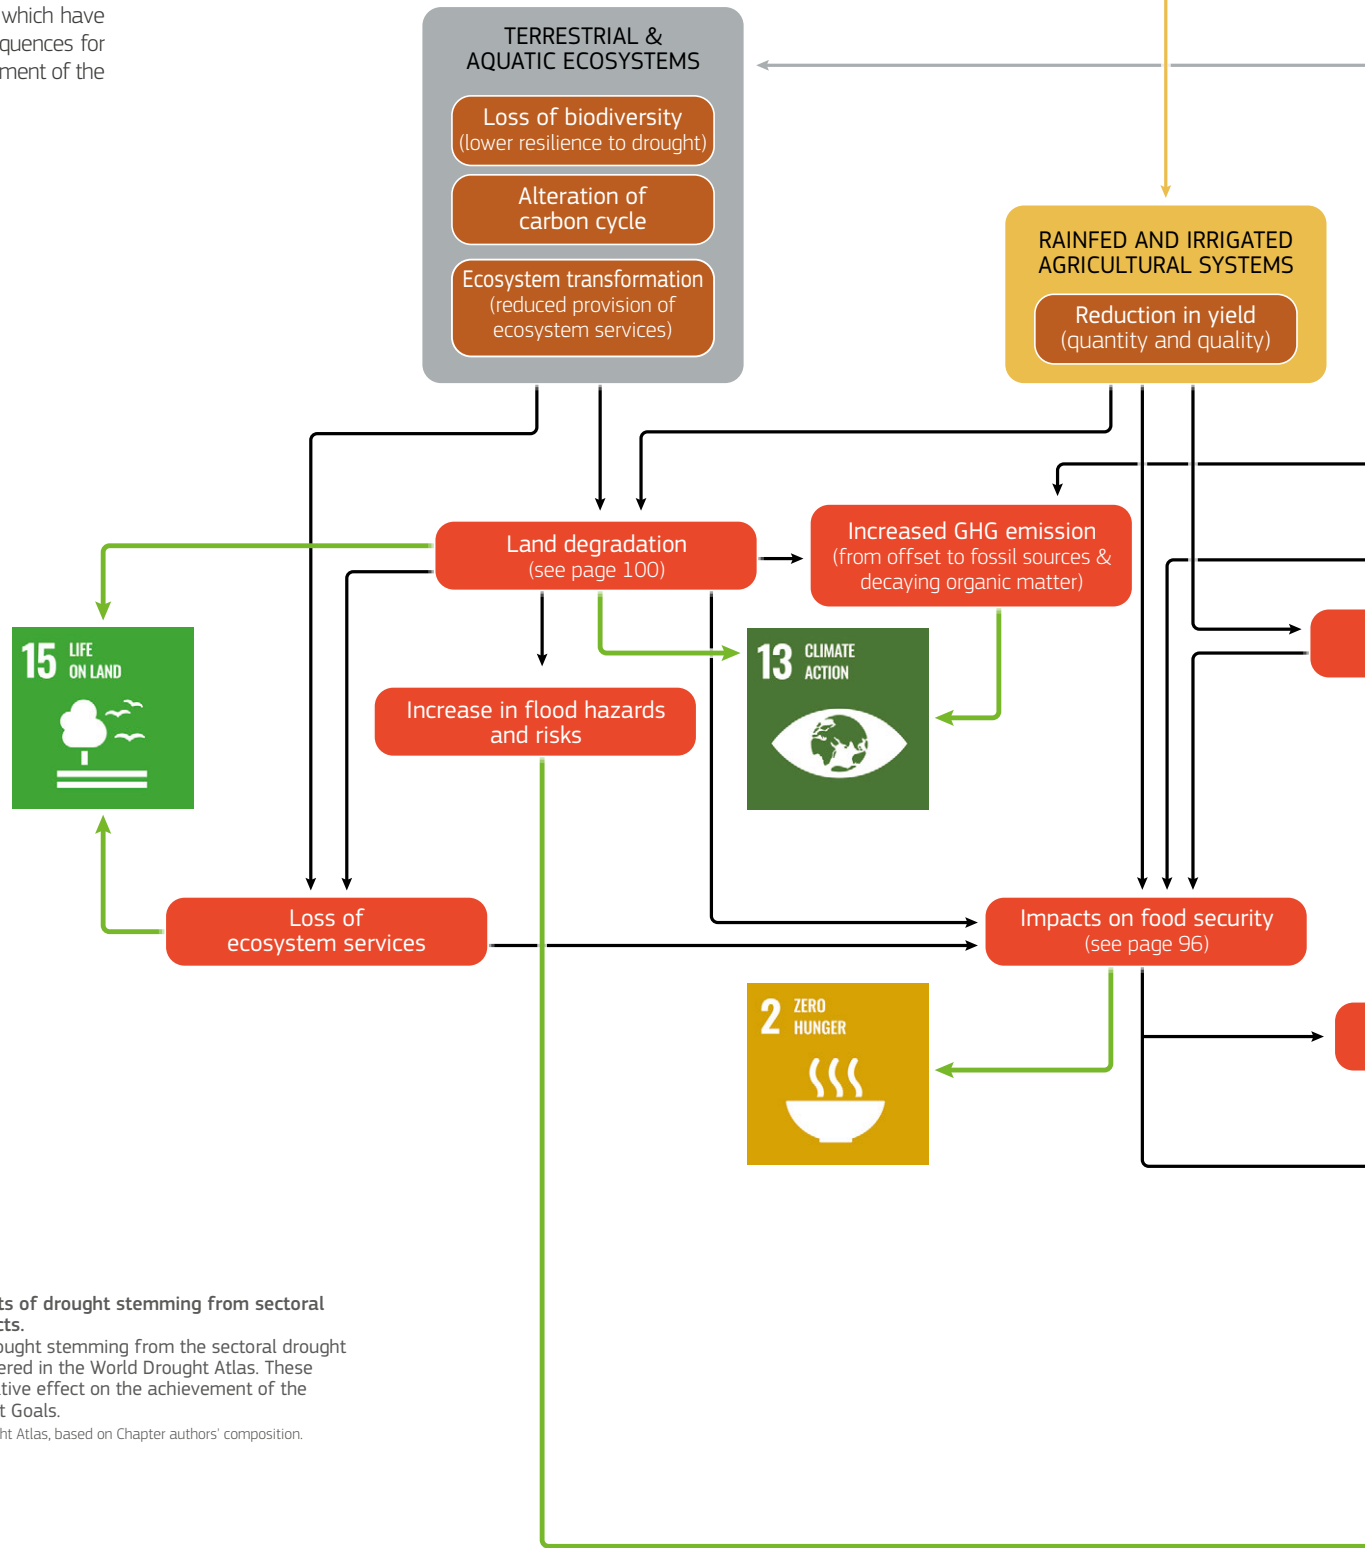 which have
quences for
ment of the
TERRESTRIAL &
AQUATIC ECOSYSTEMS
Loss of biodiversity
(lower resilience to drought)
Alteration of
carbon cycle
Ecosystem transformation
(reduced provision of
ecosystem services)
RAINFED AND IRRIGATED
AGRICULTURAL SYSTEMS
Reduction in yield
(quantity and quality)
Land degradation
(see page 100)
Increased GHG emission
(from offset to fossil sources &
decaying organic matter)
15 LIFE
ON LAND
13 CLIMATE
ACTION
Increase in flood hazards
and risks
Loss of
ecosystem services
Impacts on food security
(see page 96)
2 ZERO
HUNGER
ts of drought stemming from sectoral
cts.
ought stemming from the sectoral drought
ered in the World Drought Atlas. These
ative effect on the achievement of the
t Goals.
ht Atlas, based on Chapter authors' composition.